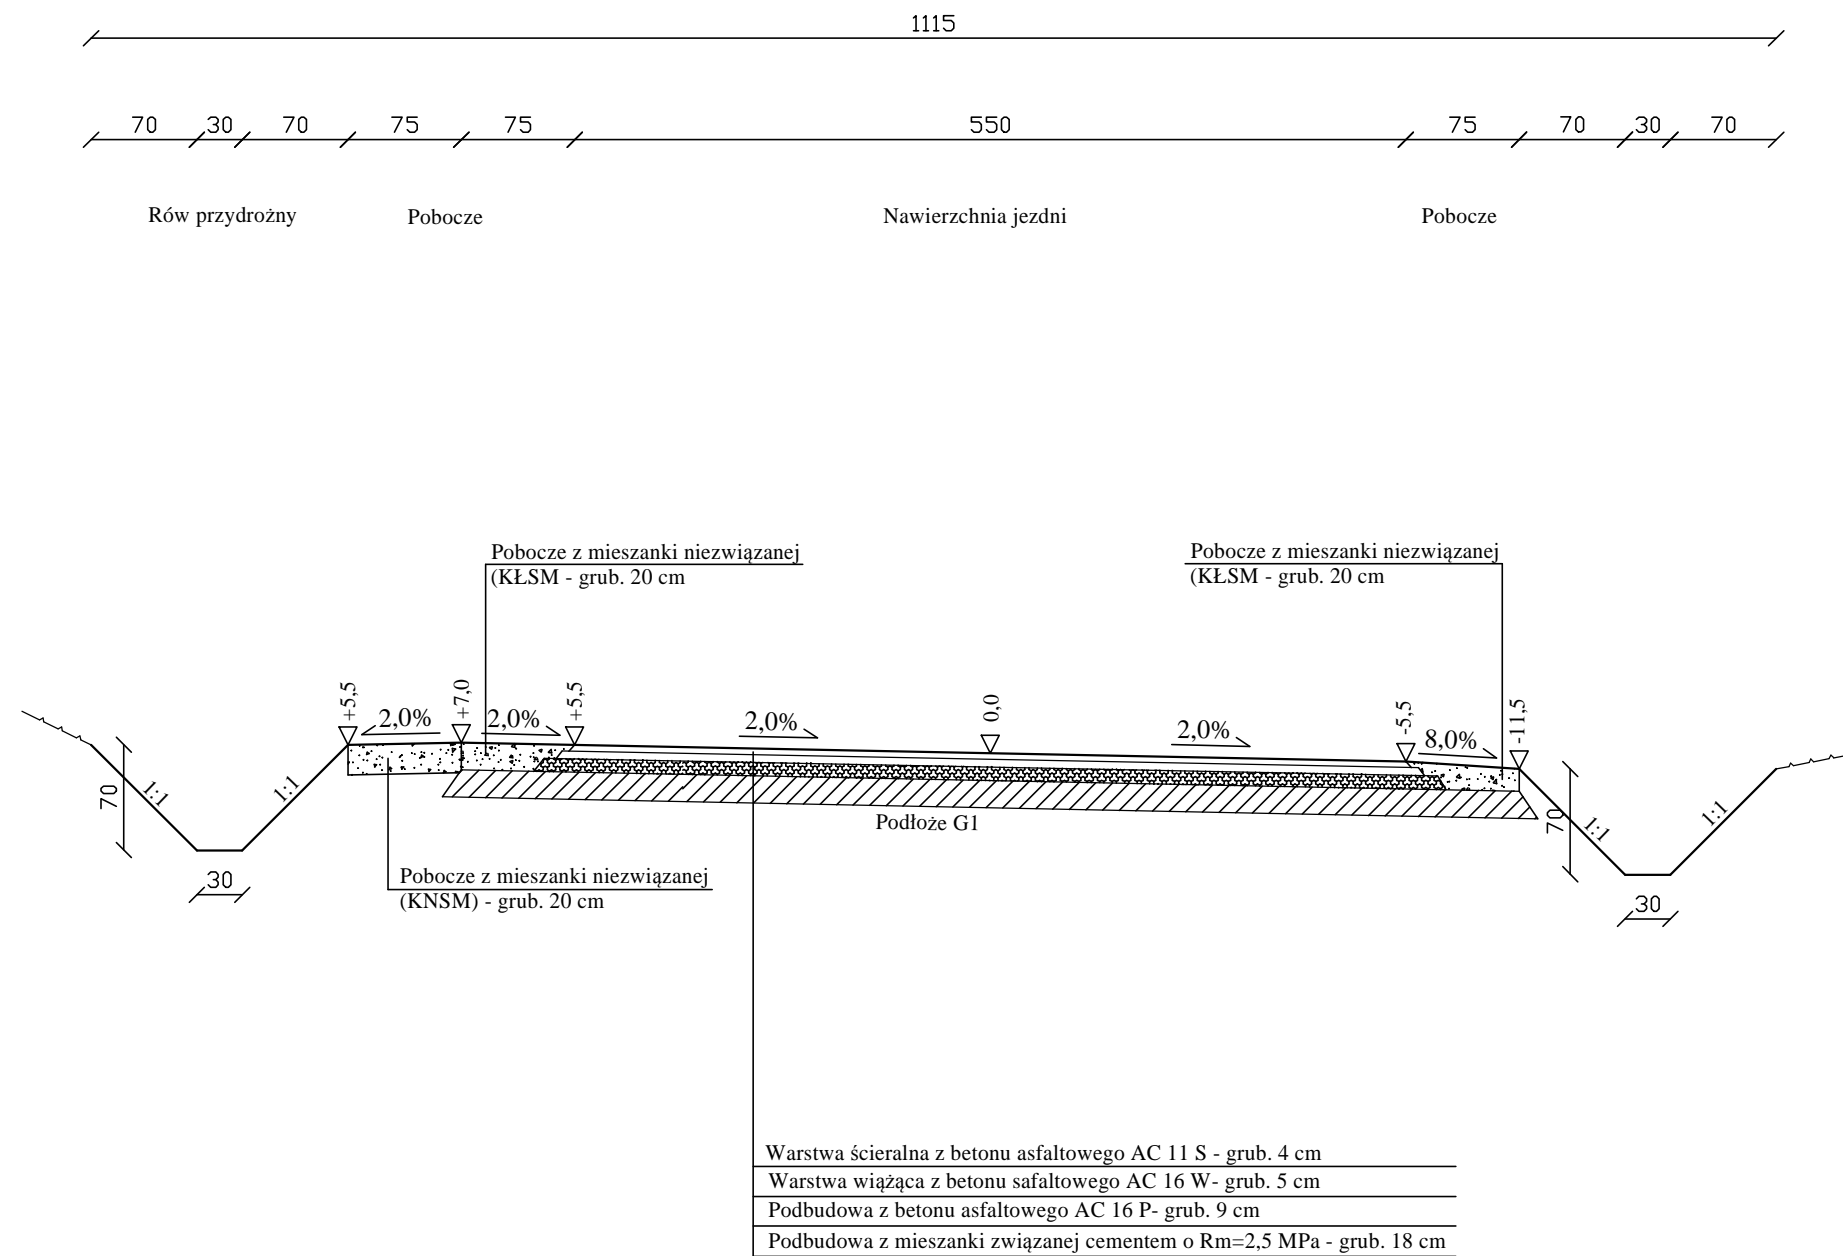 1115
70 30 70 75 75 550 75 70 30 70
Rów przydrożny Pobocze Nawierzchnia jezdni Pobocze
Pobocze z mieszanki niezwiązanej
(KŁSM - grub. 20 cm
Pobocze z mieszanki niezwiązanej
(KŁSM - grub. 20 cm
+5,5 +7,0 +5,5 0,0 -5,5 -11,5
2,0% 2,0% 2,0% 2,0% 8,0%
70 1:1 1:1 70 1:1 1:1
Podłoże G1
30
Pobocze z mieszanki niezwiązanej
(KNSM) - grub. 20 cm
30
Warstwa ścieralna z betonu asfaltowego AC 11 S - grub. 4 cm
Warstwa wiążąca z betonu safaltowego AC 16 W- grub. 5 cm
Podbudowa z betonu asfaltowego AC 16 P- grub. 9 cm
Podbudowa z mieszanki związanej cementem o Rm=2,5 MPa - grub. 18 cm